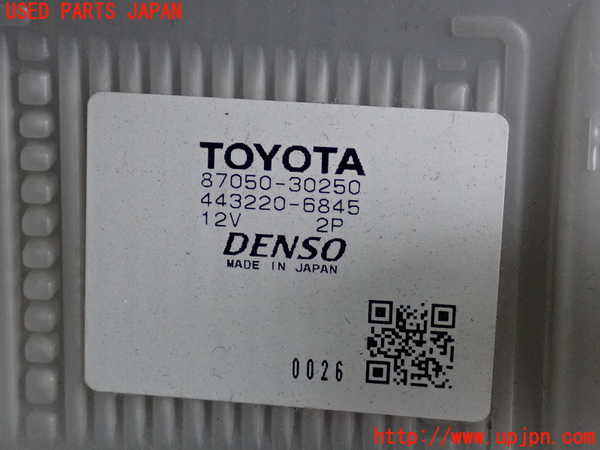 USED PARTS JAPAN
TOYOTA
87050-30250
443220-6845
12V 2P
DENSO
MADE IN JAPAN
0026
http://www.upjpn.com